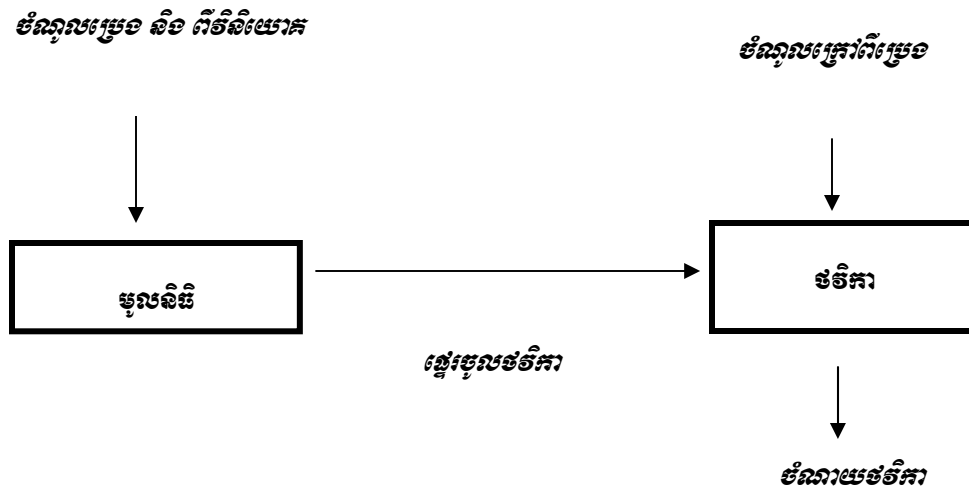 ចំណូលប្រេង និង ពីវិនិយោគ
ចំណូលក្រៅពីប្រេង
មូលនិធិ
ថវិកា
ផ្ទេរចូលថវិកា
ចំណាយថវិកា